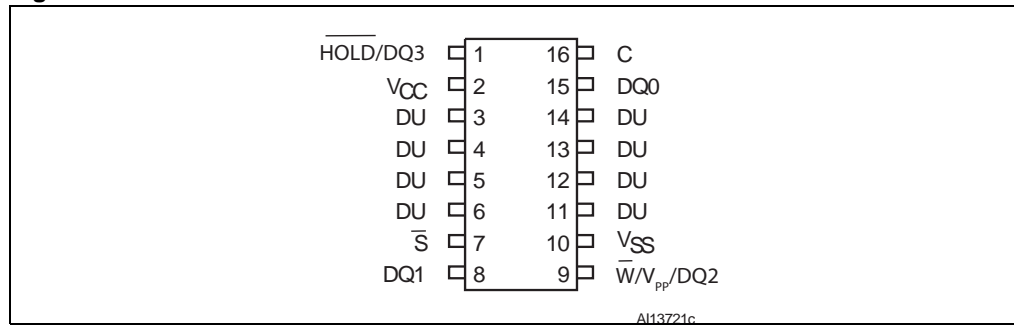 H̅O̅L̅D̅/DQ3 1 16 C
VCC 2 15 DQ0
DU 3 14 DU
DU 4 13 DU
DU 5 12 DU
DU 6 11 DU
S̅ 7 10 VSS
DQ1 8 9 W̅/VPP/DQ2
AI13721c